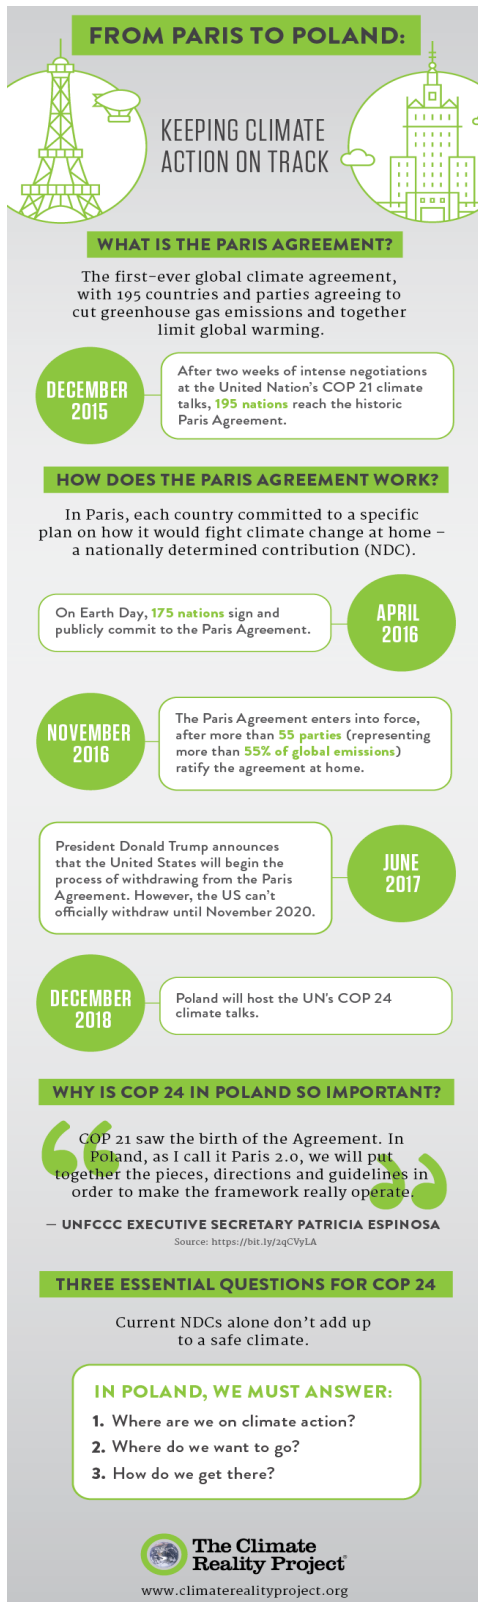 FROM PARIS TO POLAND:
KEEPING CLIMATE
ACTION ON TRACK
WHAT IS THE PARIS AGREEMENT?
The first-ever global climate agreement,
with 195 countries and parties agreeing to
cut greenhouse gas emissions and together
limit global warming.
DECEMBER
2015
After two weeks of intense negotiations
at the United Nation's COP 21 climate
talks, 195 nations reach the historic
Paris Agreement.
HOW DOES THE PARIS AGREEMENT WORK?
In Paris, each country committed to a specific
plan on how it would fight climate change at home –
a nationally determined contribution (NDC).
On Earth Day, 175 nations sign and
publicly commit to the Paris Agreement.
APRIL
2016
NOVEMBER
2016
The Paris Agreement enters into force,
after more than 55 parties (representing
more than 55% of global emissions)
ratify the agreement at home.
President Donald Trump announces
that the United States will begin the
process of withdrawing from the Paris
Agreement. However, the US can't
officially withdraw until November 2020.
JUNE
2017
DECEMBER
2018
Poland will host the UN's COP 24
climate talks.
WHY IS COP 24 IN POLAND SO IMPORTANT?
“
COP 21 saw the birth of the Agreement. In
Poland, as I call it Paris 2.0, we will put
together the pieces, directions and guidelines in
order to make the framework really operate.
”
— UNFCCC EXECUTIVE SECRETARY PATRICIA ESPINOSA
Source: https://bit.ly/2qCVyLA
THREE ESSENTIAL QUESTIONS FOR COP 24
Current NDCs alone don't add up
to a safe climate.
IN POLAND, WE MUST ANSWER:
1. Where are we on climate action?
2. Where do we want to go?
3. How do we get there?
The Climate
Reality Project®
www.climaterealityproject.org